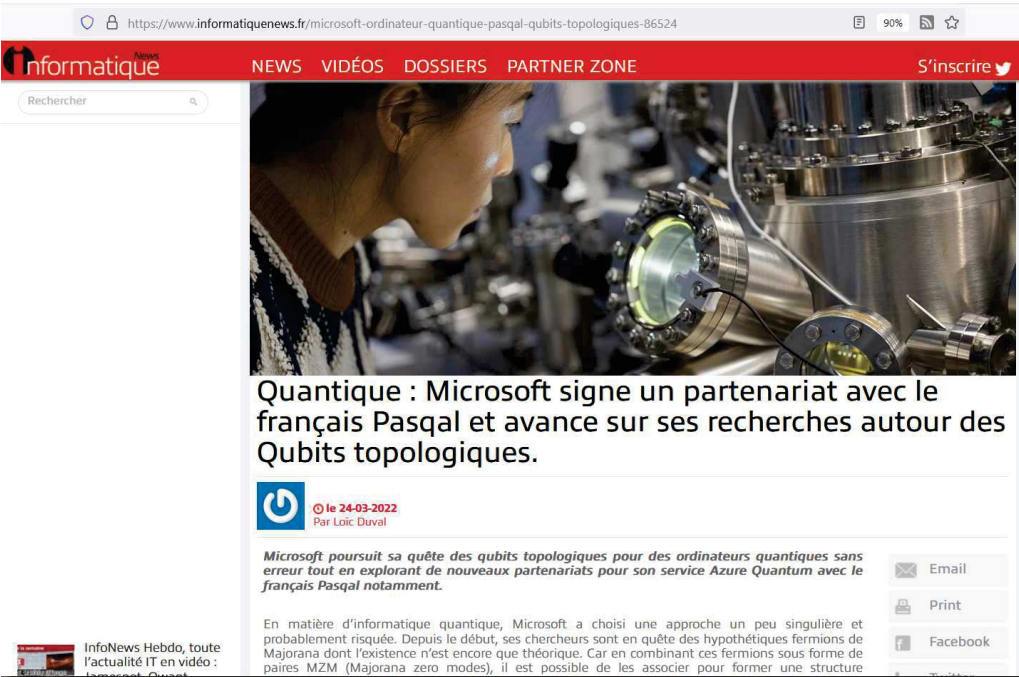 https://www.informatiquenews.fr/microsoft-ordinateur-quantique-pasqal-qubits-topologiques-86524
90%
informatique
News
NEWS VIDÉOS DOSSIERS PARTNER ZONE
S'inscrire
Rechercher
Quantique : Microsoft signe un partenariat avec le
français Pasqal et avance sur ses recherches autour des
Qubits topologiques.
le 24-03-2022
Par Loïc Duval
Microsoft poursuit sa quête des qubits topologiques pour des ordinateurs quantiques sans
erreur tout en explorant de nouveaux partenariats pour son service Azure Quantum avec le
français Pasqal notamment.
En matière d'informatique quantique, Microsoft a choisi une approche un peu singulière et
probablement risquée. Depuis le début, ses chercheurs sont en quête des hypothétiques fermions de
Majorana dont l'existence n'est encore que théorique. Car en combinant ces fermions sous forme de
paires MZM (Majorana zero modes), il est possible de les associer pour former une structure
Email
Print
Facebook
Twitter
InfoNews Hebdo, toute
l'actualité IT en vidéo :
Jamespot, Qwant